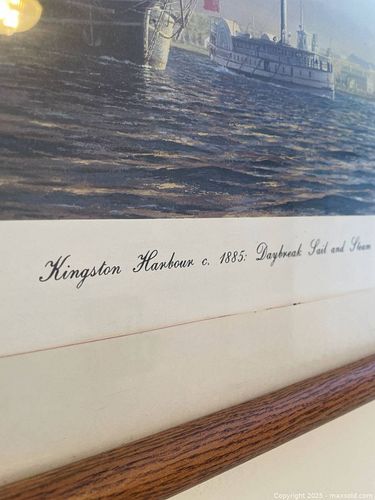 Kingston Harbour c. 1885: Daybreak Sail and Steam
Copyright 2025 - maxsold.com